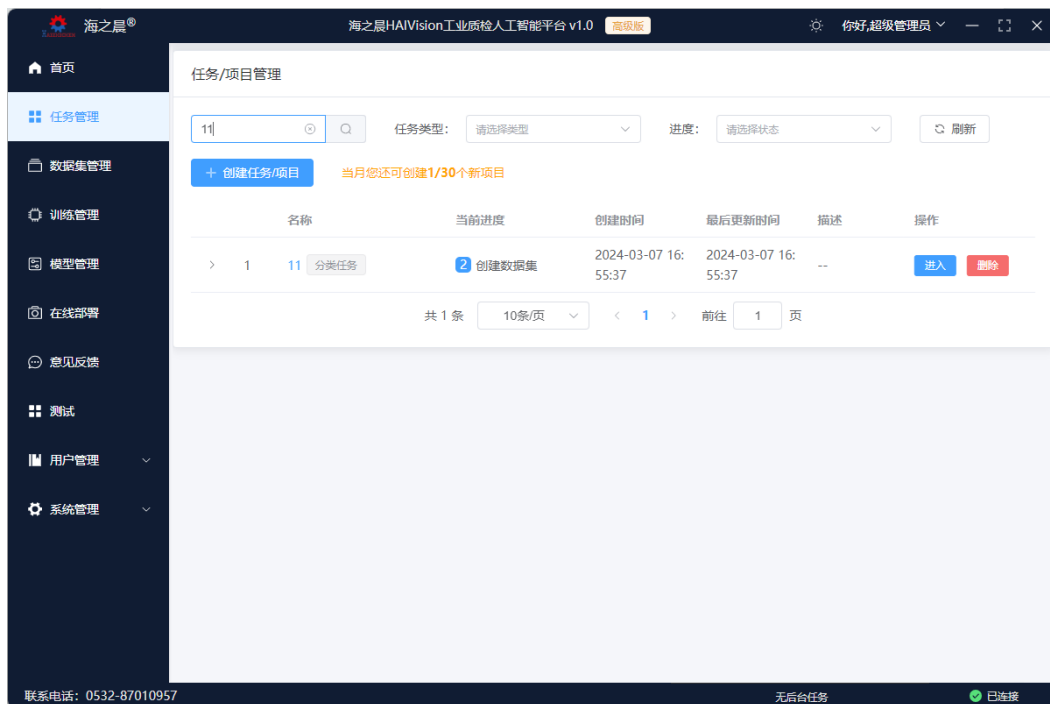 海之晨®
海之晨HAIVision工业质检人工智能平台 v1.0 高级版
你好,超级管理员
首页
任务管理
数据集管理
训练管理
模型管理
在线部署
意见反馈
测试
用户管理
系统管理
任务/项目管理
11 任务类型: 请选择类型 进度: 请选择状态 刷新
+ 创建任务/项目 当月您还可创建1/30个新项目
名称 当前进度 创建时间 最后更新时间 描述 操作
1 11 分类任务 2 创建数据集 2024-03-07 16:55:37 2024-03-07 16:55:37 -- 进入 删除
共 1 条 10条/页 < 1 > 前往 1 页
联系电话: 0532-87010957 无后台任务 已连接